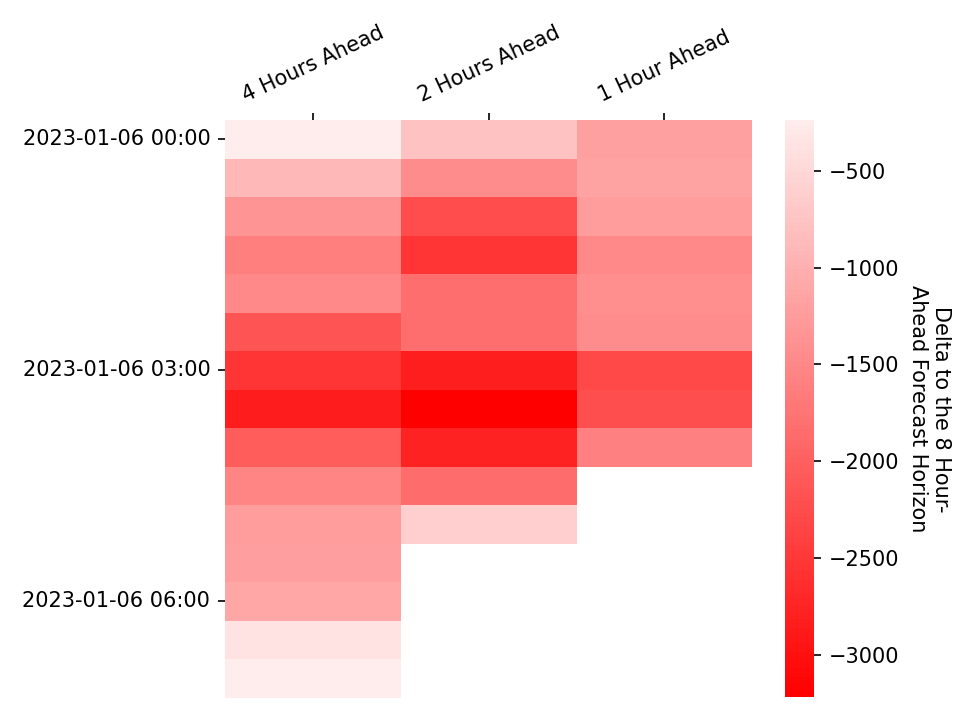 4 Hours Ahead
2 Hours Ahead
1 Hour Ahead
2023-01-06 00:00
2023-01-06 03:00
2023-01-06 06:00
−500
−1000
−1500
−2000
−2500
−3000
Delta to the 8 Hour-
Ahead Forecast Horizon